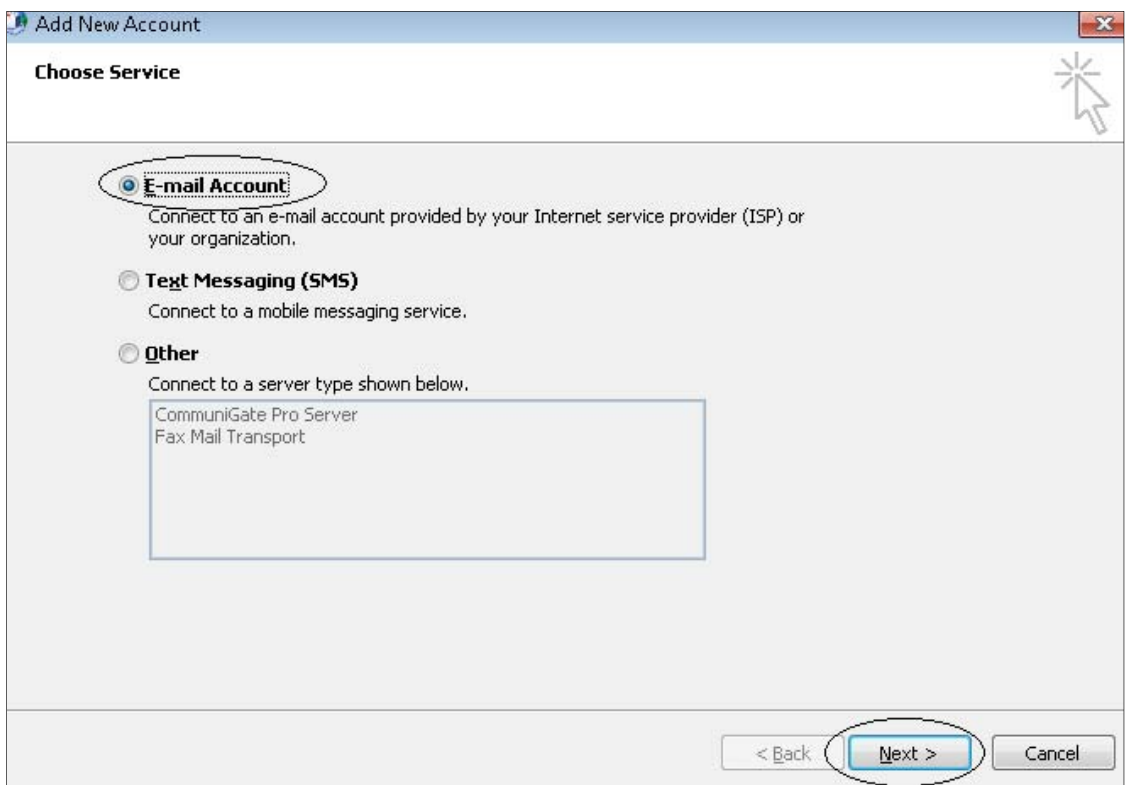 Add New Account
Choose Service
E-mail Account
Connect to an e-mail account provided by your Internet service provider (ISP) or
your organization.
Text Messaging (SMS)
Connect to a mobile messaging service.
Other
Connect to a server type shown below.
CommuniGate Pro Server
Fax Mail Transport
< Back Next > Cancel